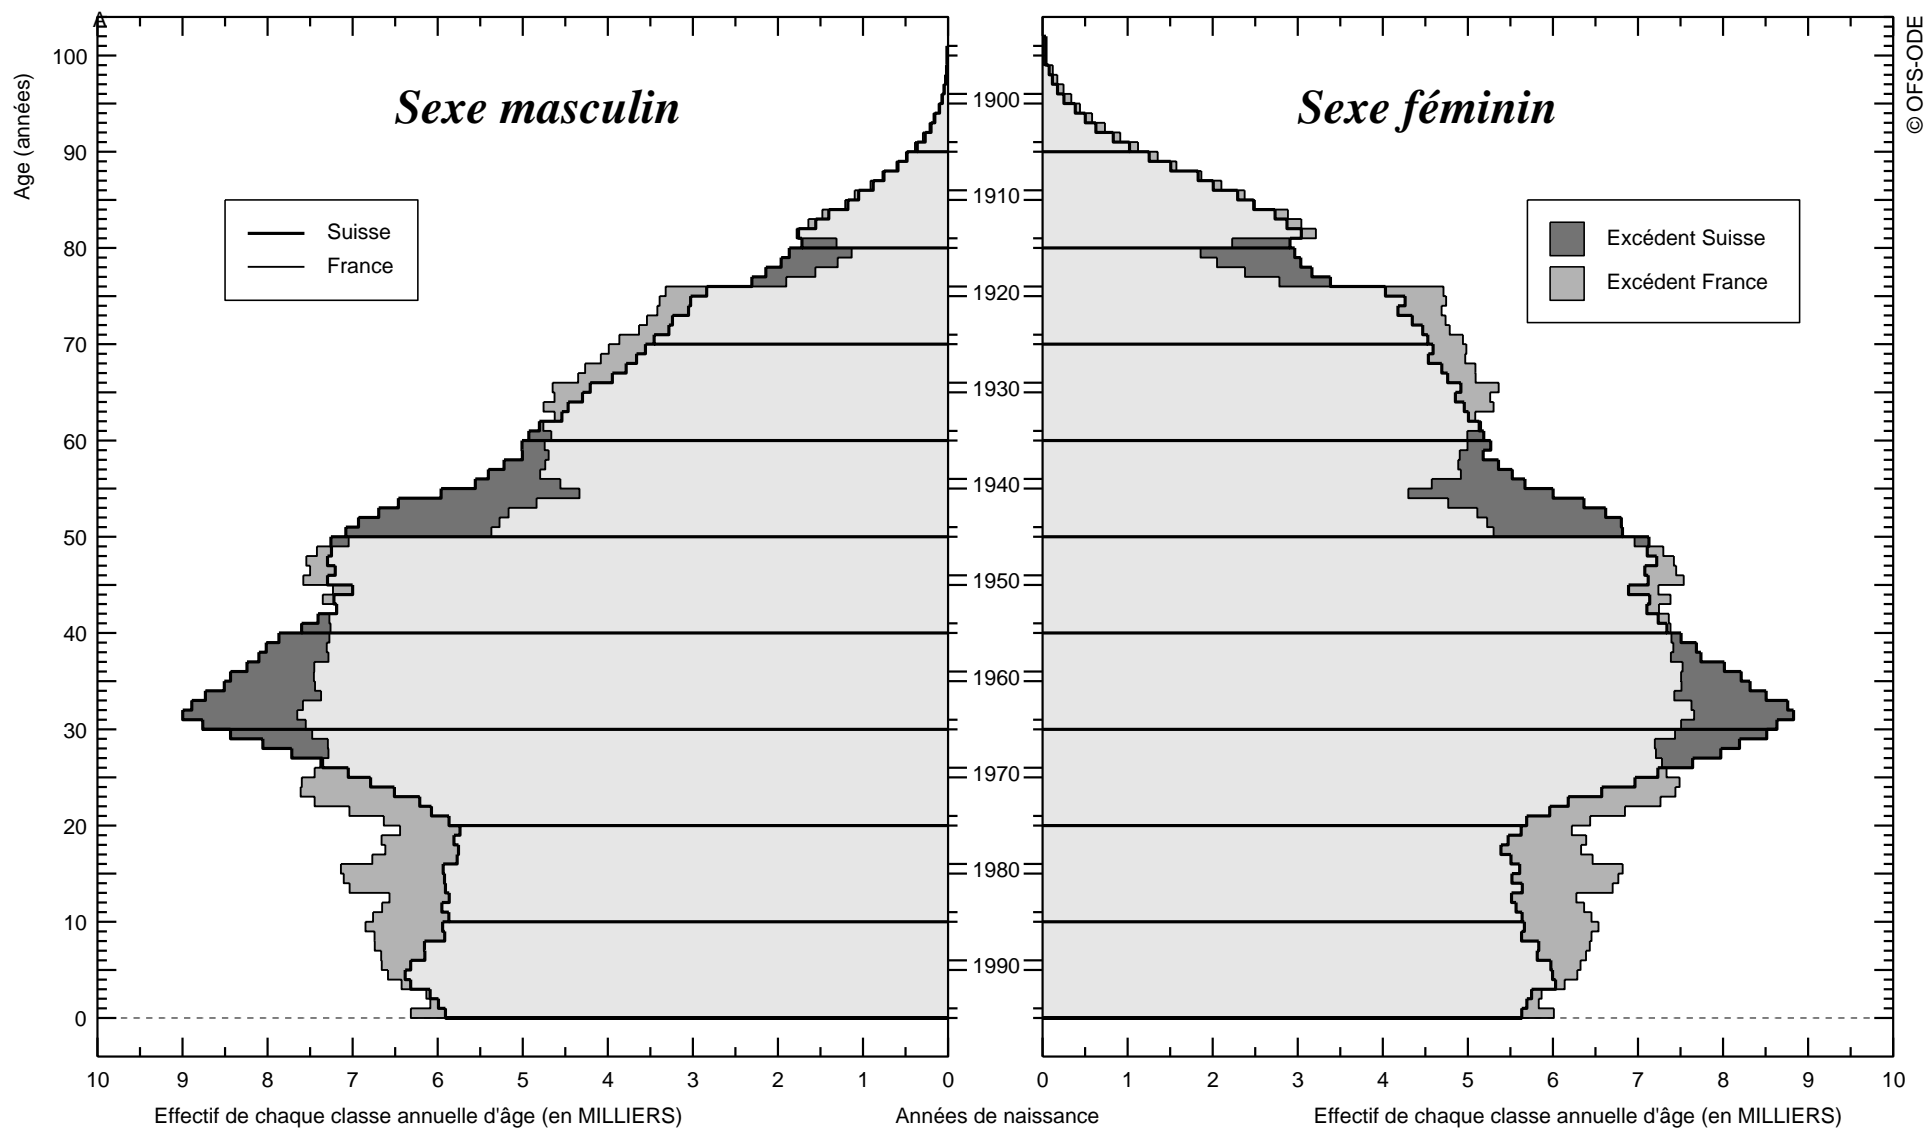 A
© OFS-ODE
Age (années)
Sexe masculin
Sexe féminin
Suisse
France
Excédent Suisse
Excédent France
100
90
80
70
60
50
40
30
20
10
0
1900
1910
1920
1930
1940
1950
1960
1970
1980
1990
10 9 8 7 6 5 4 3 2 1 0
0 1 2 3 4 5 6 7 8 9 10
Effectif de chaque classe annuelle d'âge (en MILLIERS)
Années de naissance
Effectif de chaque classe annuelle d'âge (en MILLIERS)